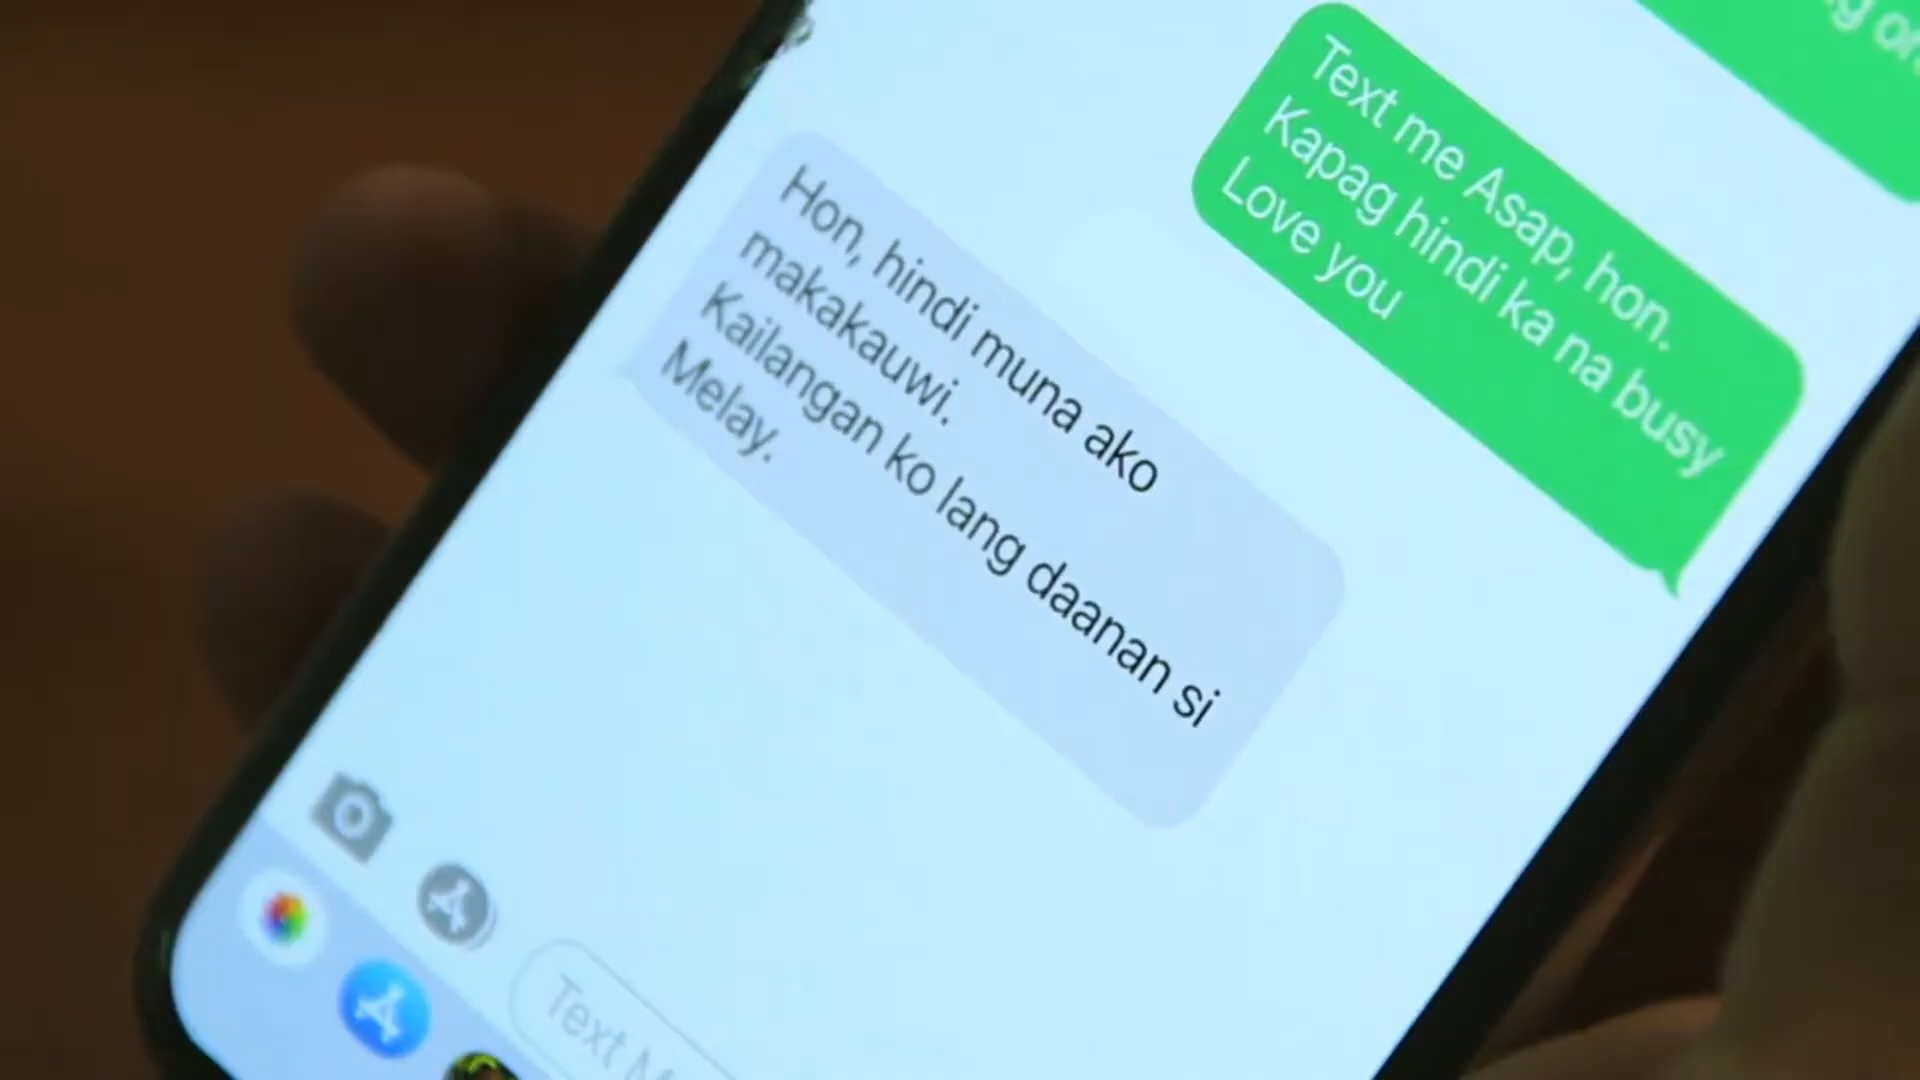 Text me Asap, hon.
Kapag hindi ka na busy
Love you
Hon, hindi muna ako
makakauwi.
Kailangan ko lang daanan si
Melay.
Text